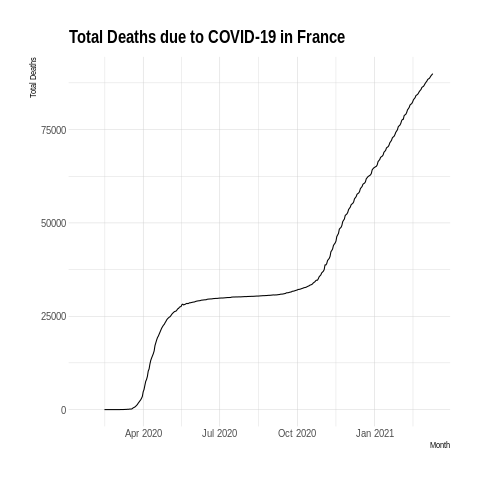 Total Deaths due to COVID-19 in France
Total Deaths
75000
50000
25000
0
Apr 2020
Jul 2020
Oct 2020
Jan 2021
Month